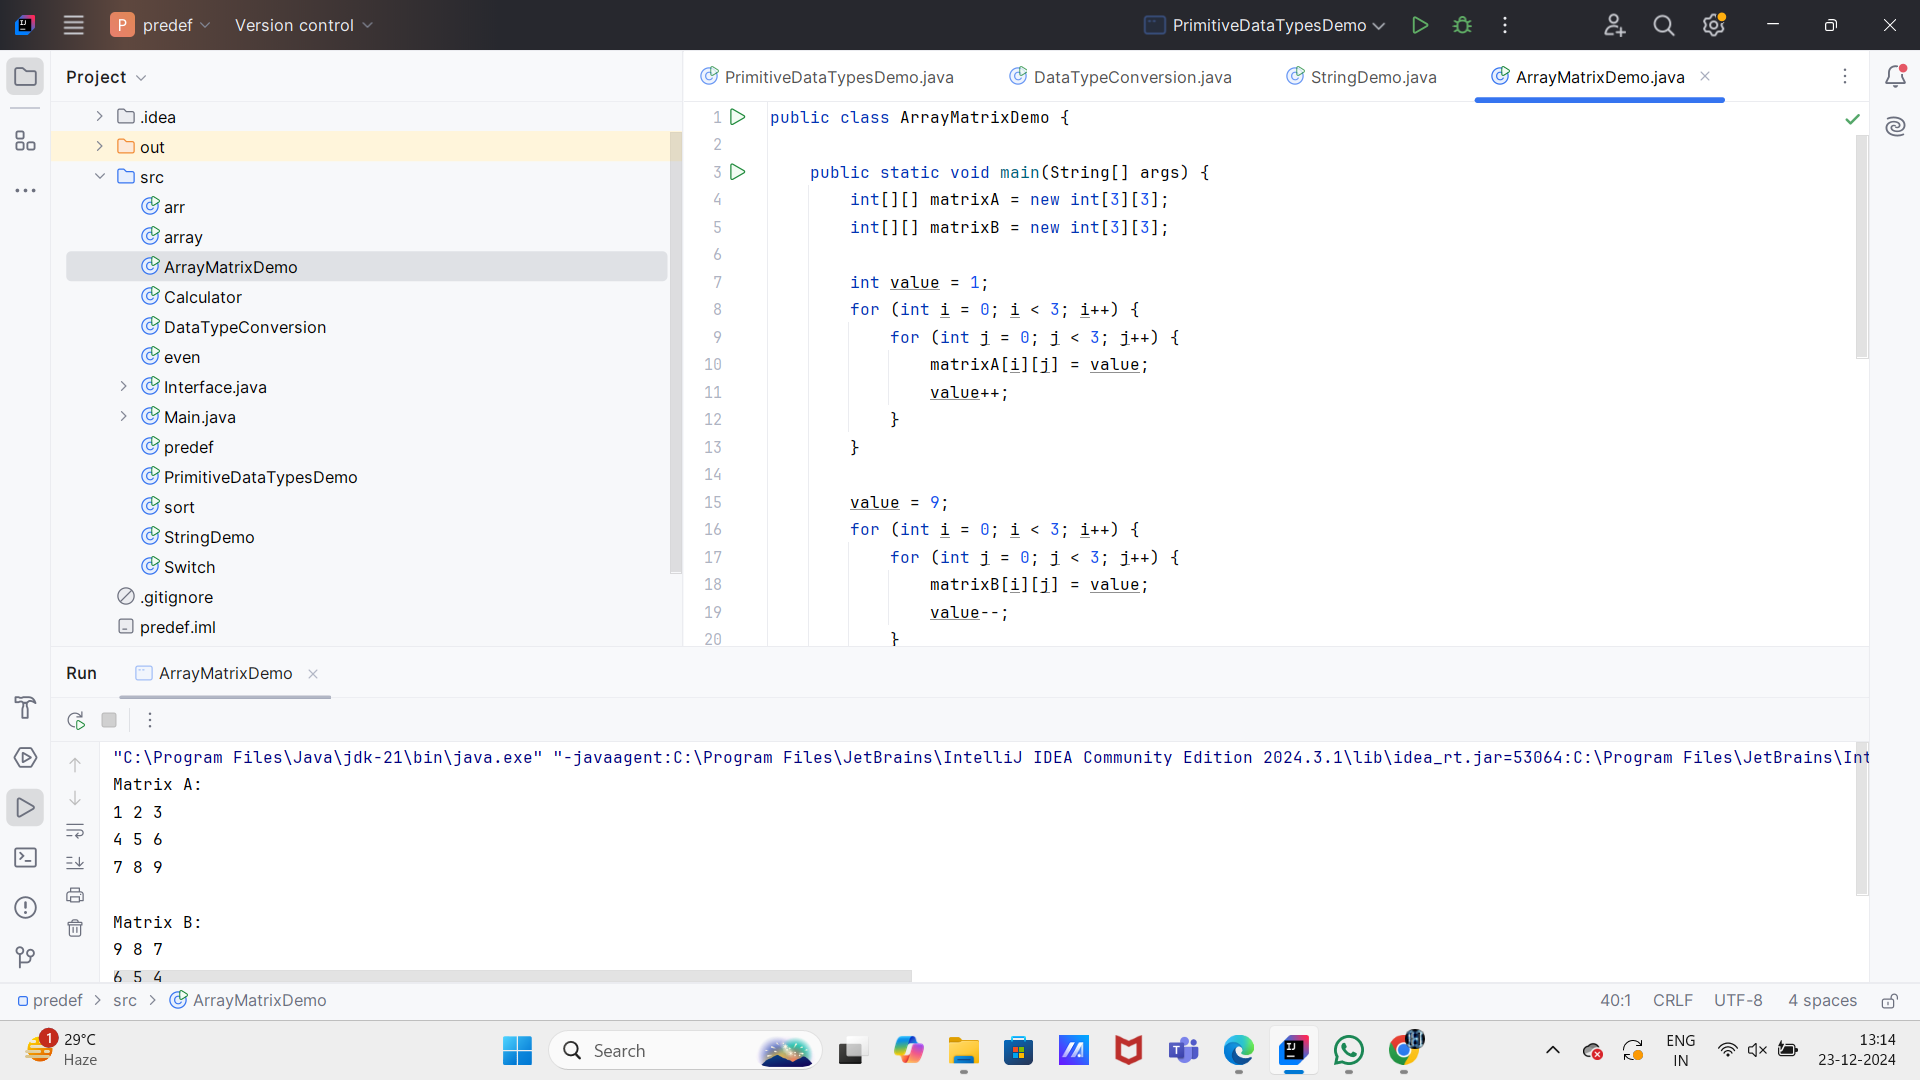 P predef Version control PrimitiveDataTypesDemo
Project
.idea
out
src
arr
array
ArrayMatrixDemo
Calculator
DataTypeConversion
even
Interface.java
Main.java
predef
PrimitiveDataTypesDemo
sort
StringDemo
Switch
.gitignore
predef.iml
PrimitiveDataTypesDemo.java DataTypeConversion.java StringDemo.java ArrayMatrixDemo.java
1 public class ArrayMatrixDemo {
2
3 public static void main(String[] args) {
4 int[][] matrixA = new int[3][3];
5 int[][] matrixB = new int[3][3];
6
7 int value = 1;
8 for (int i = 0; i < 3; i++) {
9 for (int j = 0; j < 3; j++) {
10 matrixA[i][j] = value;
11 value++;
12 }
13 }
14
15 value = 9;
16 for (int i = 0; i < 3; i++) {
17 for (int j = 0; j < 3; j++) {
18 matrixB[i][j] = value;
19 value--;
20 }
Run ArrayMatrixDemo
"C:\Program Files\Java\jdk-21\bin\java.exe" "-javaagent:C:\Program Files\JetBrains\IntelliJ IDEA Community Edition 2024.3.1\lib\idea_rt.jar=53064:C:\Program Files\JetBrains\Int
Matrix A:
1 2 3
4 5 6
7 8 9
Matrix B:
9 8 7
6 5 4
predef > src > ArrayMatrixDemo 40:1 CRLF UTF-8 4 spaces
1 29°C
Haze
Search
ENG
IN
13:14
23-12-2024